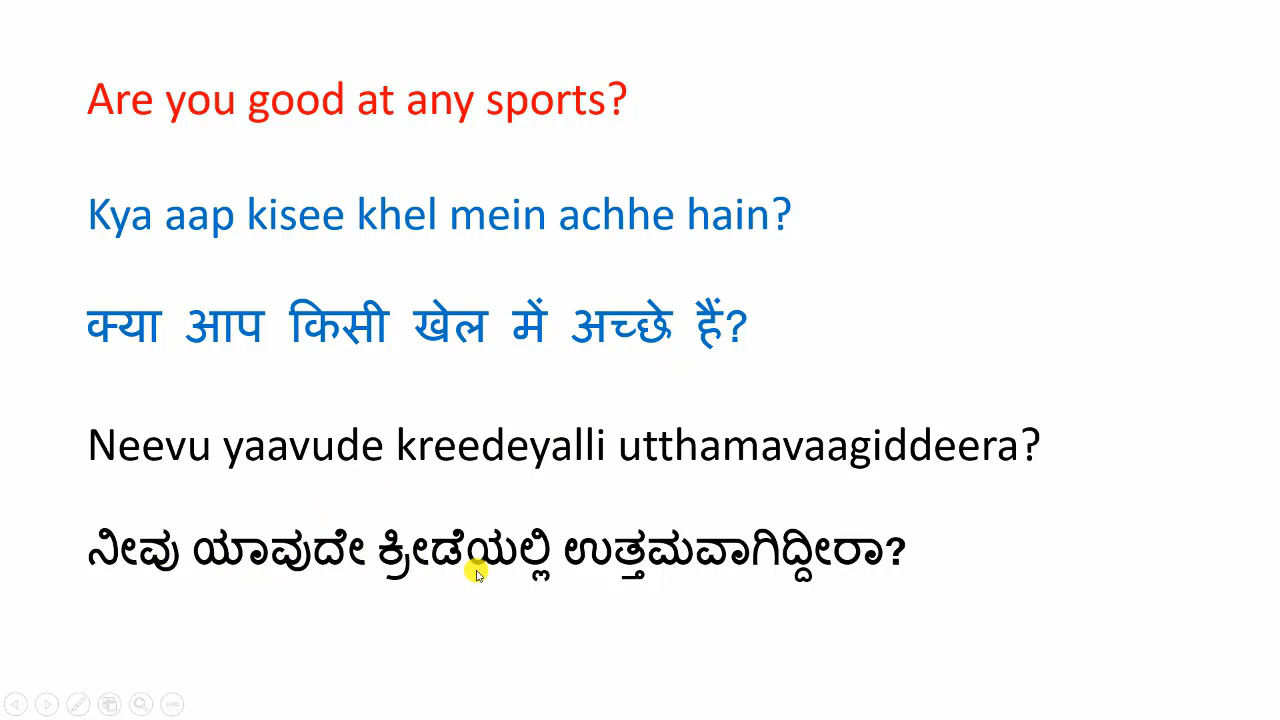 Are you good at any sports?
Kya aap kisee khel mein achhe hain?
क्या आप किसी खेल में अच्छे हैं?
Neevu yaavude kreedeyalli utthamavaagiddeera?
ನೀವು ಯಾವುದೇ ಕ್ರೀಡೆಯಲ್ಲಿ ಉತ್ತಮವಾಗಿದ್ದೀರಾ?